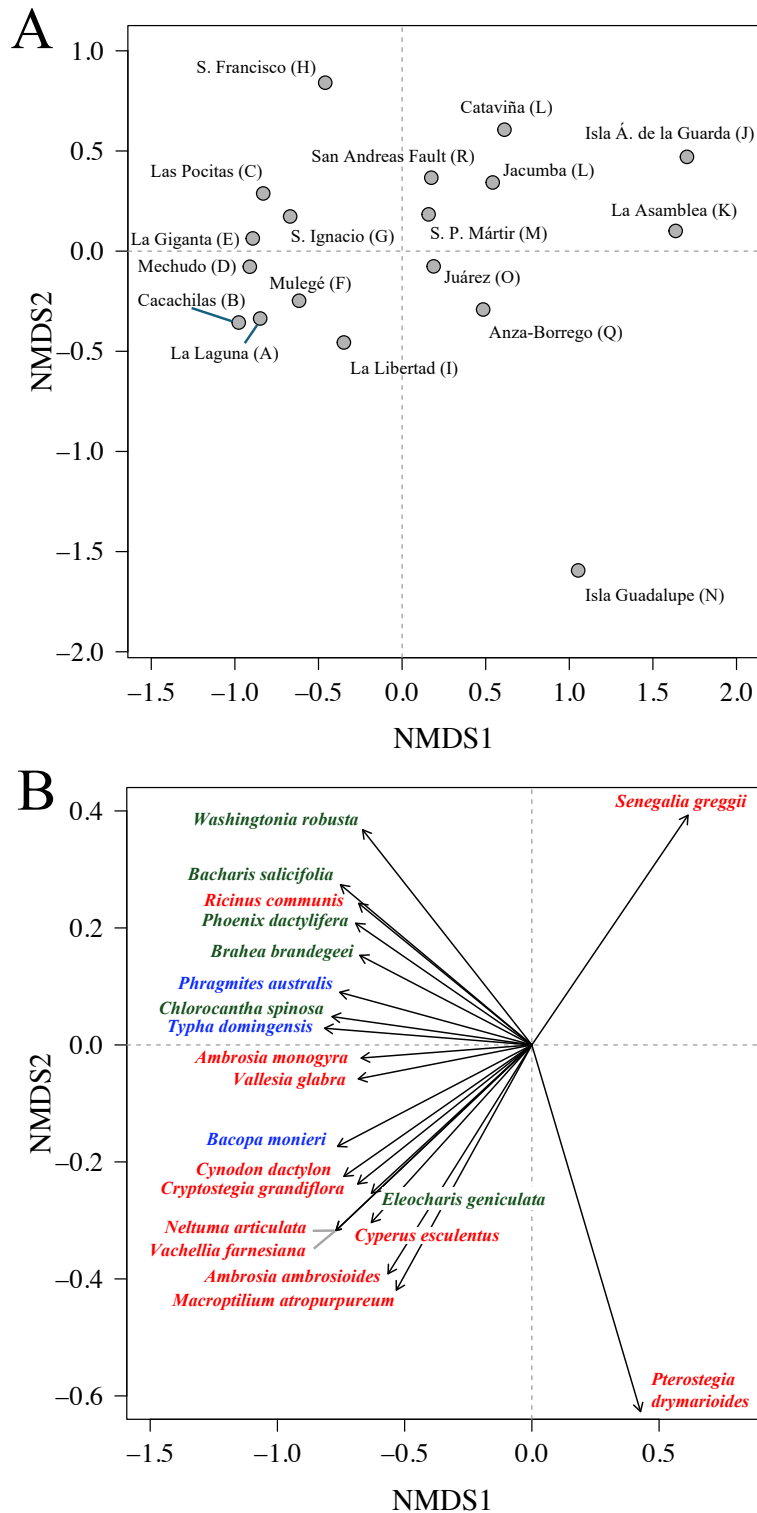 A
1.0
0.5
0.0
−0.5
−1.0
−1.5
−2.0
NMDS2
S. Francisco (H)
Cataviña (L)
Isla Á. de la Guarda (J)
San Andreas Fault (R)
Las Pocitas (C)
Jacumba (L)
La Asamblea (K)
La Giganta (E)
S. Ignacio (G)
S. P. Mártir (M)
Mechudo (D)
Mulegé (F)
Juárez (O)
Cacachilas (B)
Anza-Borrego (Q)
La Laguna (A)
La Libertad (I)
Isla Guadalupe (N)
−1.5 −1.0 −0.5 0.0 0.5 1.0 1.5 2.0
NMDS1
B
0.4
0.2
0.0
−0.2
−0.4
−0.6
NMDS2
Senegalia greggii
Washingtonia robusta
Bacharis salicifolia
Ricinus communis
Phoenix dactylifera
Brahea brandegeei
Phragmites australis
Chlorocantha spinosa
Typha domingensis
Ambrosia monogyra
Vallesia glabra
Bacopa monieri
Cynodon dactylon
Cryptostegia grandiflora
Eleocharis geniculata
Neltuma articulata
Cyperus esculentus
Vachellia farnesiana
Ambrosia ambrosioides
Macroptilium atropurpureum
Pterostegia
drymarioides
−1.5 −1.0 −0.5 0.0 0.5
NMDS1